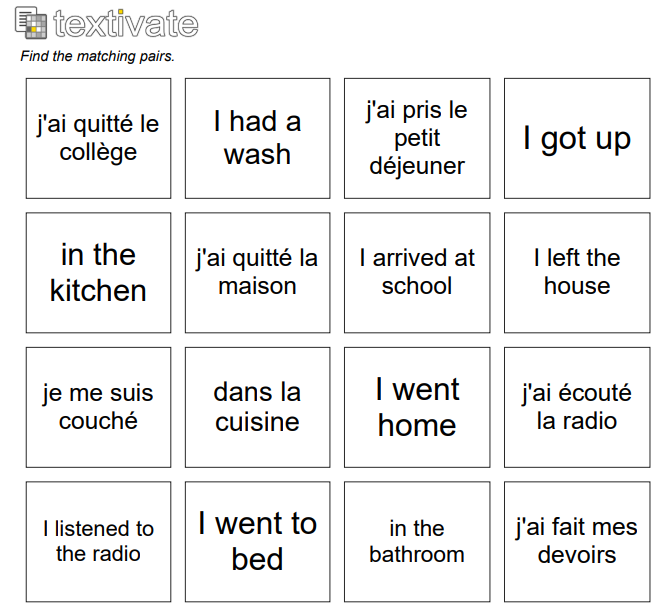 textivate
Find the matching pairs.
j'ai quitté le
collège
I had a
wash
j'ai pris le
petit
déjeuner
I got up
in the
kitchen
j'ai quitté la
maison
I arrived at
school
I left the
house
je me suis
couché
dans la
cuisine
I went
home
j'ai écouté
la radio
I listened to
the radio
I went to
bed
in the
bathroom
j'ai fait mes
devoirs